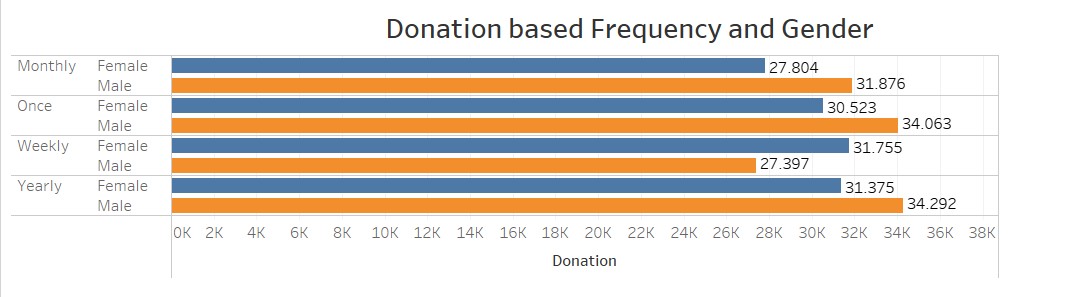 Donation based Frequency and Gender
Monthly Female 27.804
Male 31.876
Once Female 30.523
Male 34.063
Weekly Female 31.755
Male 27.397
Yearly Female 31.375
Male 34.292
0K 2K 4K 6K 8K 10K 12K 14K 16K 18K 20K 22K 24K 26K 28K 30K 32K 34K 36K 38K
Donation